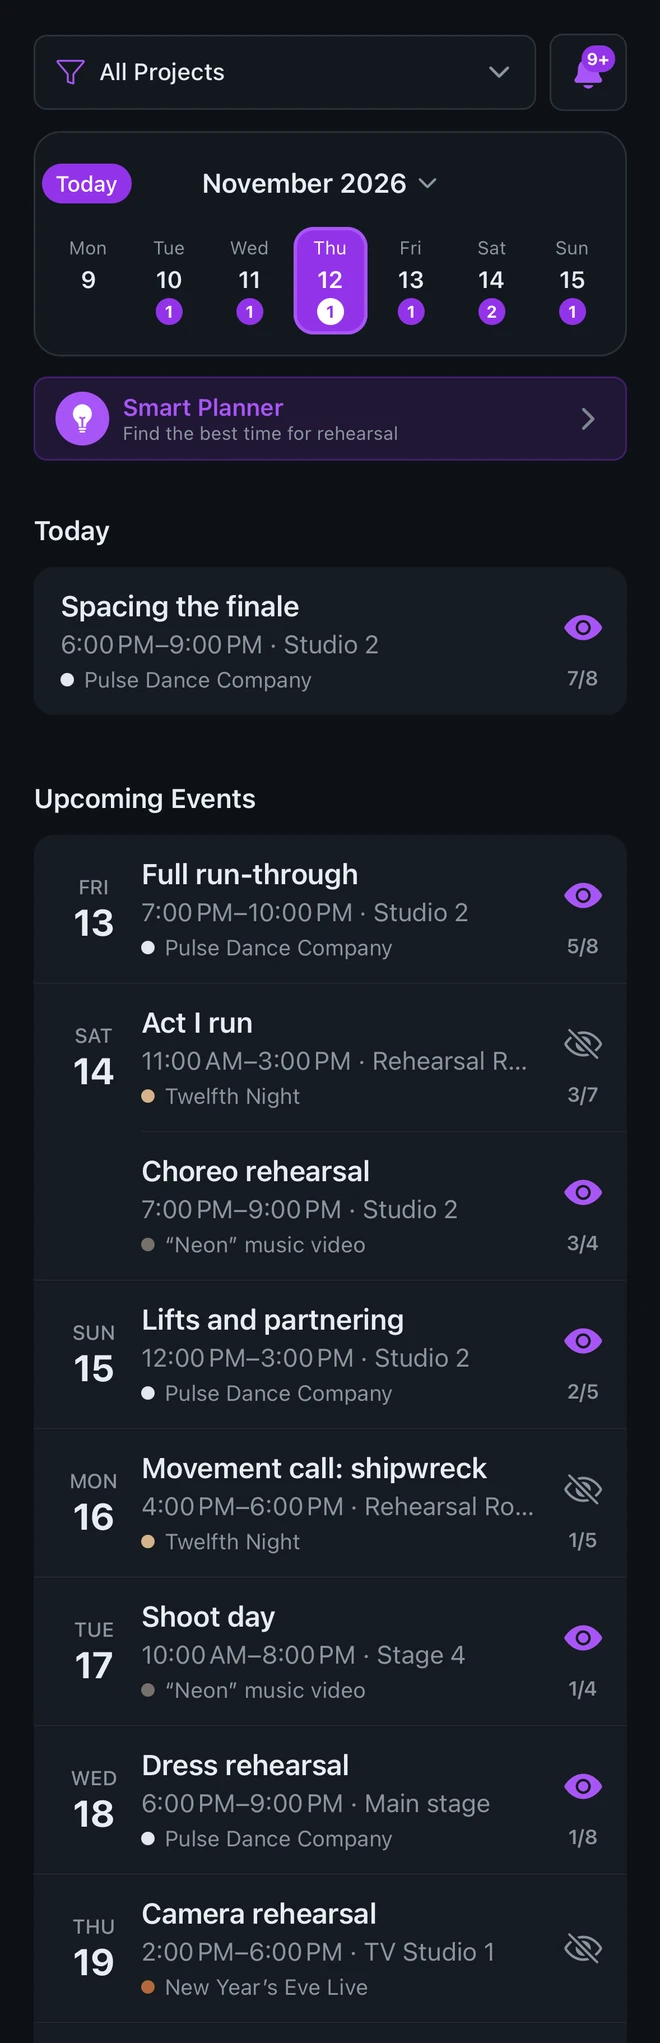 All Projects
9+
Today
November 2026
Mon Tue Wed Thu Fri Sat Sun
9 10 11 12 13 14 15
1 1 1 1 2 1
Smart Planner
Find the best time for rehearsal
Today
Spacing the finale
6:00 PM–9:00 PM · Studio 2
Pulse Dance Company
7/8
Upcoming Events
FRI
13
Full run-through
7:00 PM–10:00 PM · Studio 2
Pulse Dance Company
5/8
SAT
14
Act I run
11:00 AM–3:00 PM · Rehearsal R...
Twelfth Night
3/7
Choreo rehearsal
7:00 PM–9:00 PM · Studio 2
“Neon” music video
3/4
SUN
15
Lifts and partnering
12:00 PM–3:00 PM · Studio 2
Pulse Dance Company
2/5
MON
16
Movement call: shipwreck
4:00 PM–6:00 PM · Rehearsal Ro...
Twelfth Night
1/5
TUE
17
Shoot day
10:00 AM–8:00 PM · Stage 4
“Neon” music video
1/4
WED
18
Dress rehearsal
6:00 PM–9:00 PM · Main stage
Pulse Dance Company
1/8
THU
19
Camera rehearsal
2:00 PM–6:00 PM · TV Studio 1
New Year’s Eve Live